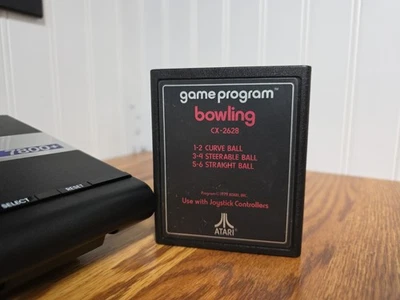 game program™
bowling
CX-2628
1-2 CURVE BALL
3-4 STEERABLE BALL
5-6 STRAIGHT BALL
Use with Joystick Controllers
ATARI®
7800+
SELECT
RESET